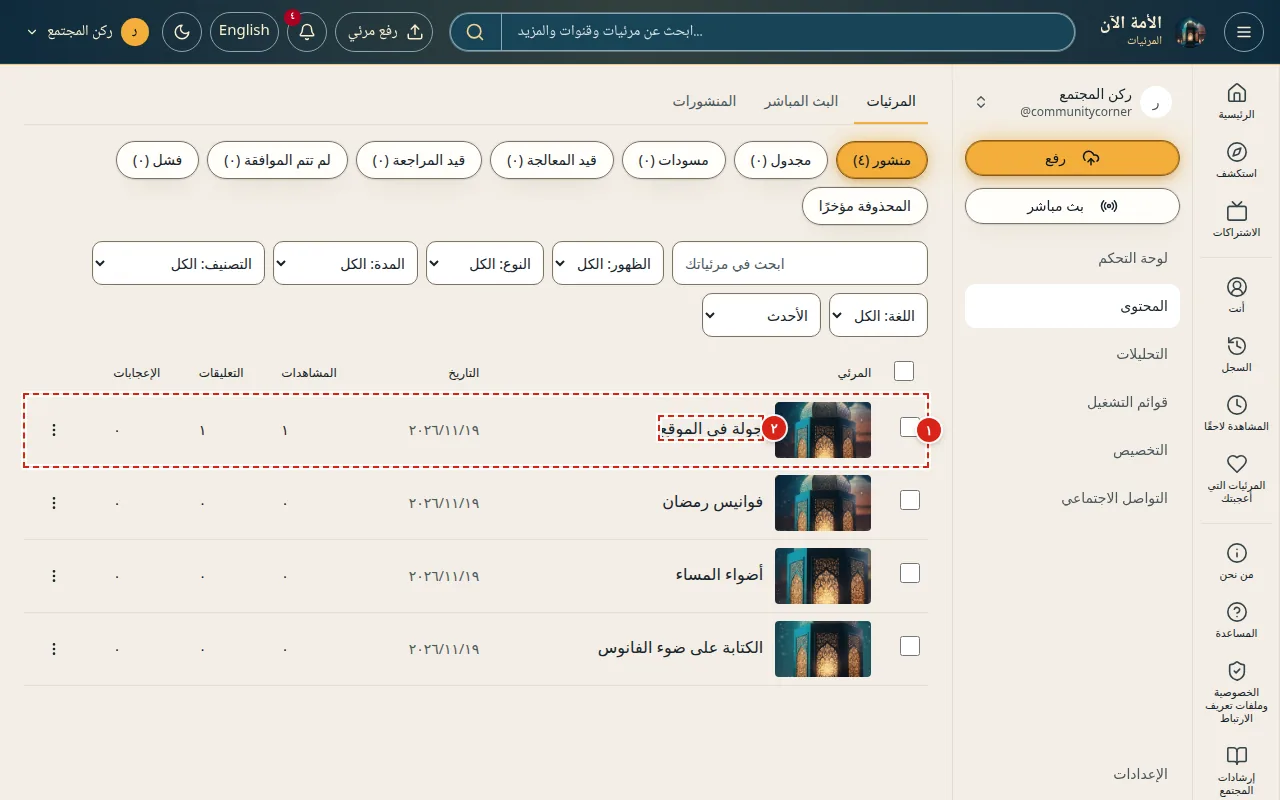 الأمة الآن
المرئيات
ابحث عن مرئيات وقنوات والمزيد...
رفع مرئي
٤
English
ر
ركن المجتمع
الرئيسية
استكشف
الاشتراكات
أنت
السجل
المشاهدة لاحقًا
المرئيات التي
أعجبتك
من نحن
المساعدة
الخصوصية
وملفات تعريف
الارتباط
إرشادات
المجتمع
ر
ركن المجتمع
@communitycorner
رفع
بث مباشر
لوحة التحكم
المحتوى
التحليلات
قوائم التشغيل
التخصيص
التواصل الاجتماعي
الإعدادات
المرئيات
البث المباشر
المنشورات
منشور (٤)
مجدول (٠)
مسودات (٠)
قيد المعالجة (٠)
قيد المراجعة (٠)
لم تتم الموافقة (٠)
فشل (٠)
المحذوفة مؤخرًا
ابحث في مرئياتك
الظهور: الكل
النوع: الكل
المدة: الكل
التصنيف: الكل
اللغة: الكل
الأحدث
المرئي
التاريخ
المشاهدات
التعليقات
الإعجابات
١
٢
جولة في الموقع
٢٠٢٦/١١/١٩
١
١
٠
فوانيس رمضان
٢٠٢٦/١١/١٩
٠
٠
٠
أضواء المساء
٢٠٢٦/١١/١٩
٠
٠
٠
الكتابة على ضوء الفانوس
٢٠٢٦/١١/١٩
٠
٠
٠